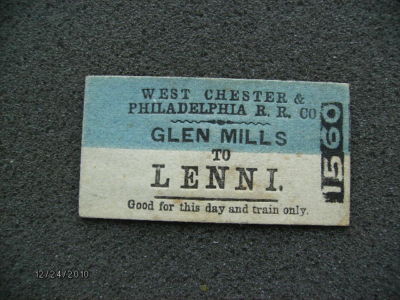 WEST CHESTER &
PHILADELPHIA R. R. CO
GLEN MILLS
TO
LENNI.
Good for this day and train only.
1560
12/24/2010